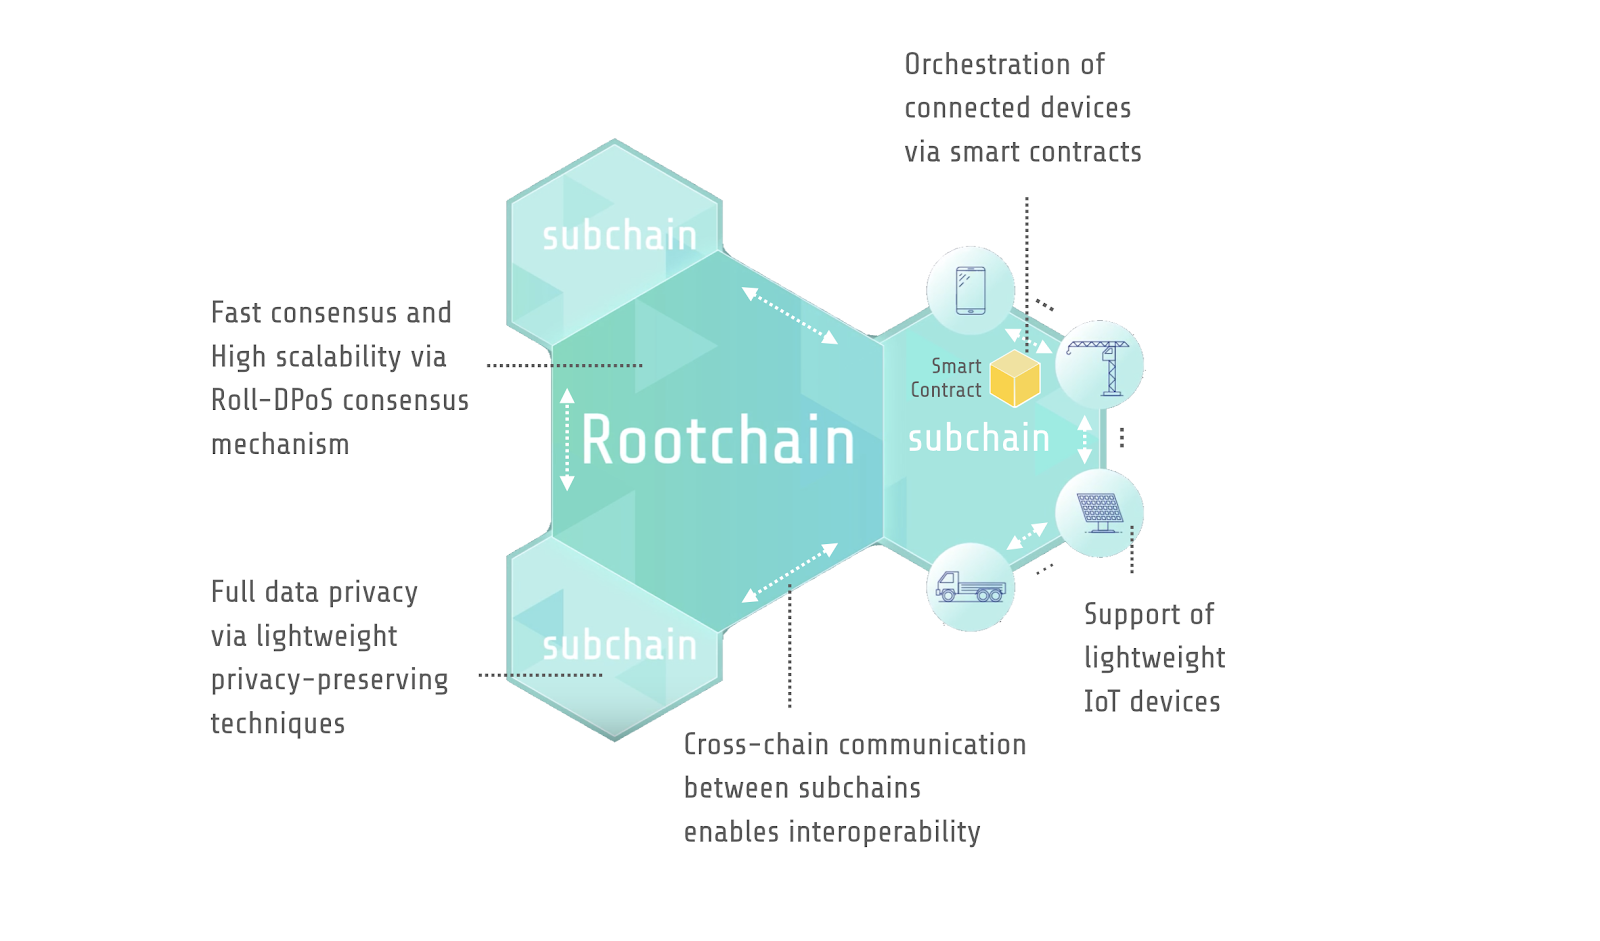 Orchestration of
connected devices
via smart contracts
subchain
Fast consensus and
High scalability via
Roll-DPoS consensus
mechanism
Rootchain
Smart
Contract
subchain
Full data privacy
via lightweight
privacy-preserving
techniques
subchain
Support of
lightweight
IoT devices
Cross-chain communication
between subchains
enables interoperability